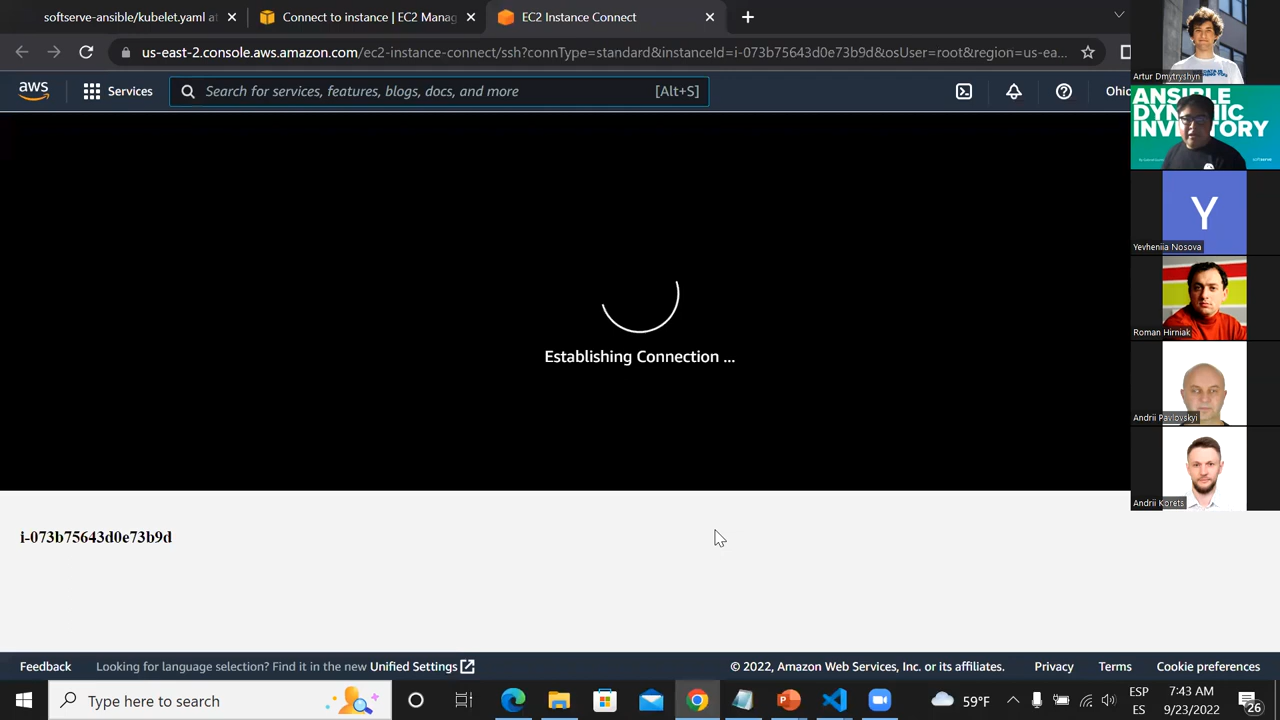 softserve-ansible/kubelet.yaml at
Connect to instance | EC2 Manag
EC2 Instance Connect
us-east-2.console.aws.amazon.com/ec2-instance-connect/
connType=standard&instanceId=i-073b75643d0e73b9d&osUser=root&region=us-ea...
aws
Services
Search for services, features, blogs, docs, and more
[Alt+S]
Ohio
Establishing Connection ...
i-073b75643d0e73b9d
Artur Dmytryshyn
ANSIBLE
DYNAMIC
INVENTORY
softserve
Y
Yevheniia Nosova
Roman Hirniak
Andrii Pavlovskyi
Andrii Korets
Feedback
Looking for language selection? Find it in the new Unified Settings
© 2022, Amazon Web Services, Inc. or its affiliates.
Privacy
Terms
Cookie preferences
Type here to search
59°F
ESP
ES
7:43 AM
9/23/2022
26